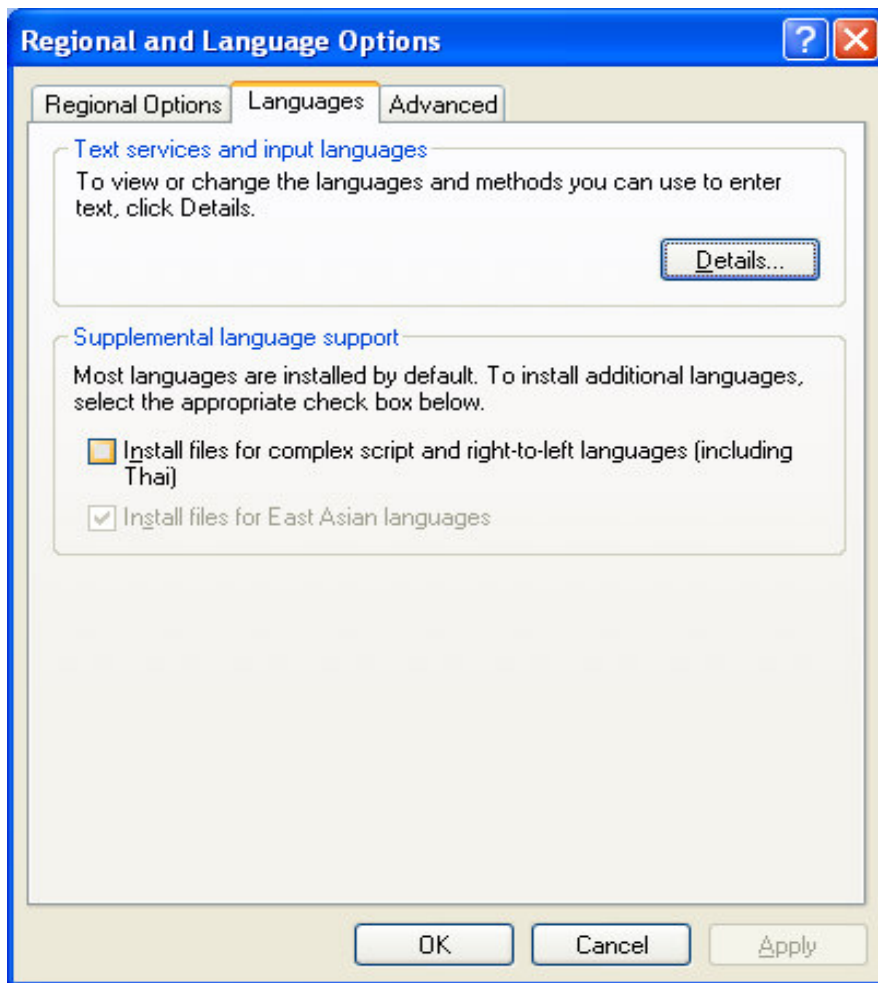 Regional and Language Options
Regional Options
Languages
Advanced
Text services and input languages
To view or change the languages and methods you can use to enter
text, click Details.
Details...
Supplemental language support
Most languages are installed by default. To install additional languages,
select the appropriate check box below.
Install files for complex script and right-to-left languages (including
Thai)
Install files for East Asian languages
OK
Cancel
Apply